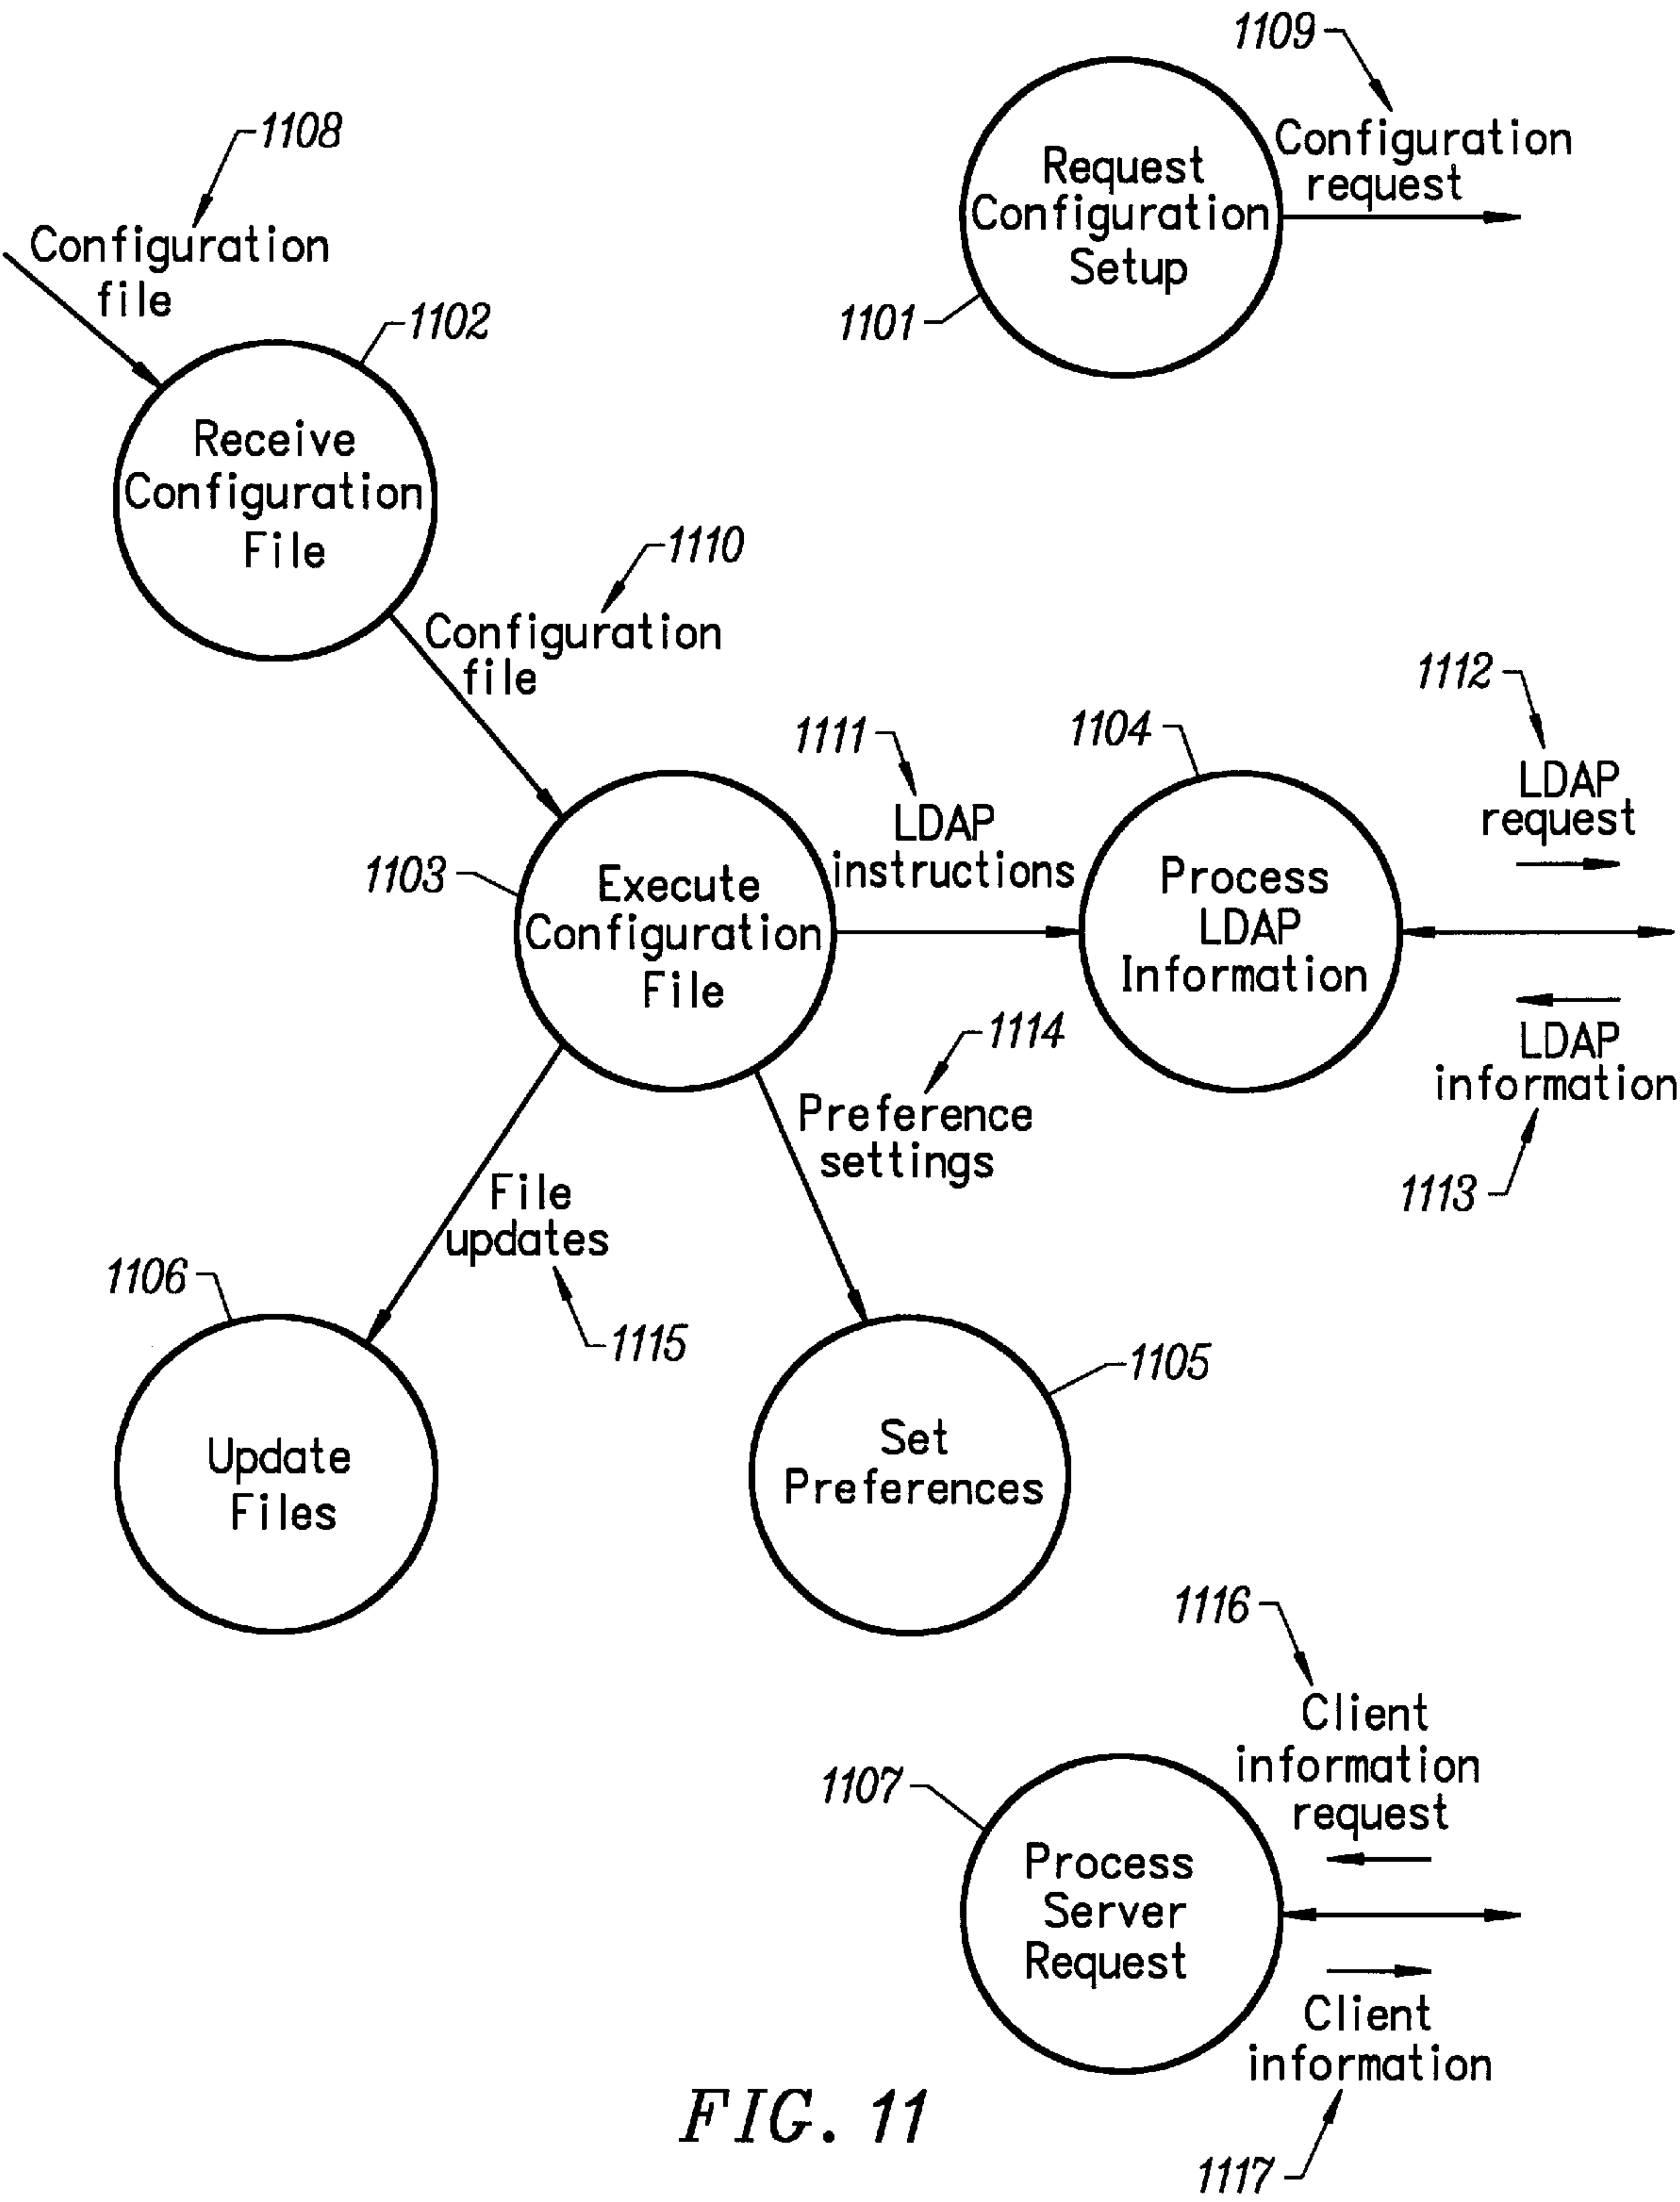 1109
Configuration
request
Request
Configuration
Setup
1101
1108
Configuration
file
1102
Receive
Configuration
File
1110
Configuration
file
1111
LDAP
instructions
1104
1112
LDAP
request
1103
Execute
Configuration
File
Process
LDAP
Information
LDAP
information
1113
1114
Preference
settings
File
updates
1115
1106
Update
Files
1105
Set
Preferences
1116
Client
information
request
1107
Process
Server
Request
Client
information
1117
FIG. 11